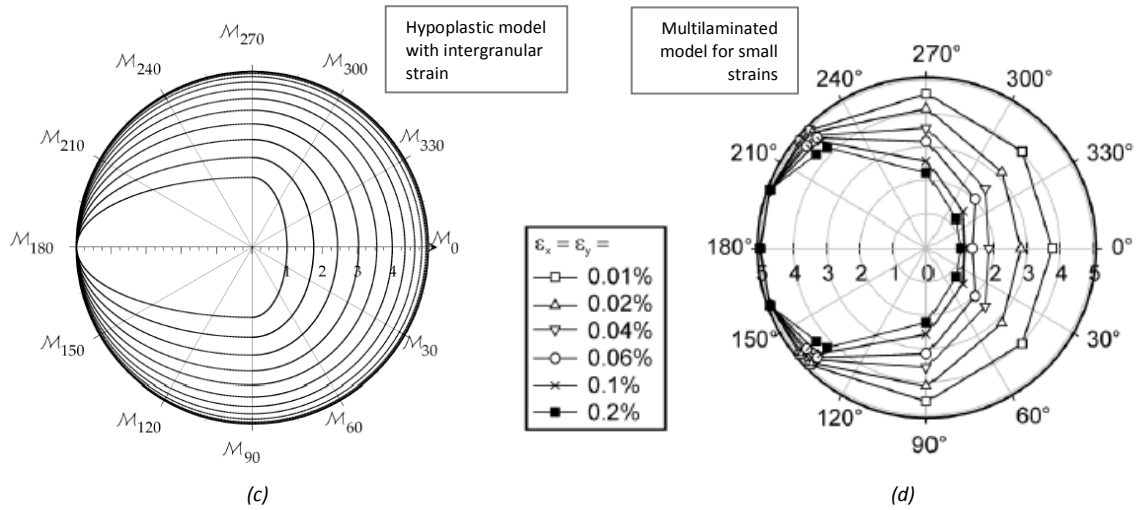 Hypoplastic model
with intergranular
strain
M270
M240
M300
M210
M330
M180
1 2 3 4
M0
M150
M30
M120
M60
M90
(c)
Multilaminated
model for small
strains
270°
240°
300°
210°
330°
180°
5 4 3 2 1 0 1 2 3 4 5
0°
150°
30°
120°
60°
90°
εx = εy =
0.01%
0.02%
0.04%
0.06%
0.1%
0.2%
(d)